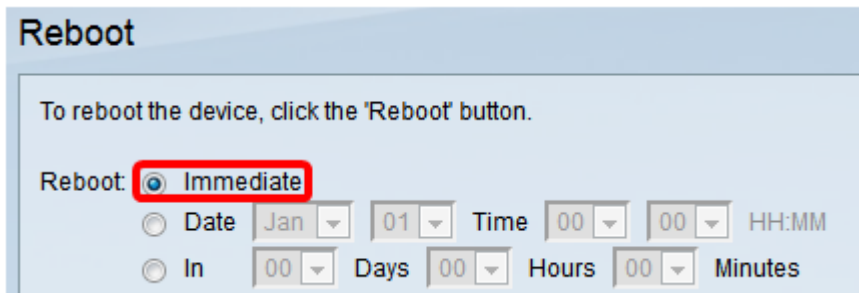 Reboot
To reboot the device, click the 'Reboot' button.
Reboot: Immediate
Date Jan 01 Time 00 00 HH:MM
In 00 Days 00 Hours 00 Minutes